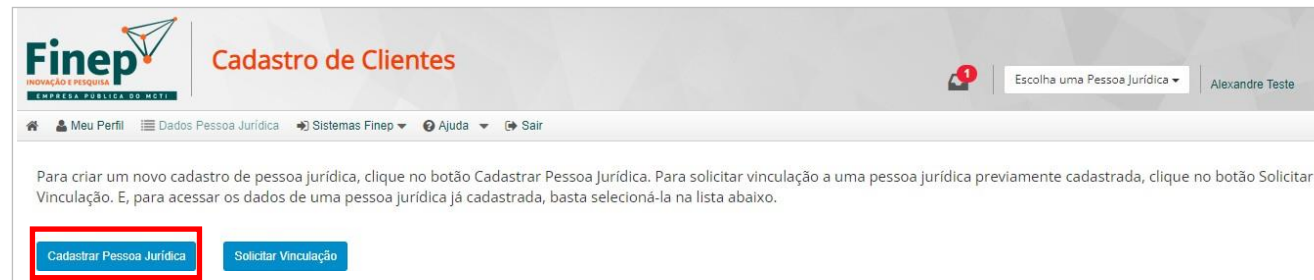 Finep
INOVAÇÃO E PESQUISA
EMPRESA PÚBLICA DO MCTI
Cadastro de Clientes
1
Escolha uma Pessoa Jurídica
Alexandre Teste
Meu Perfil Dados Pessoa Jurídica Sistemas Finep Ajuda Sair
Para criar um novo cadastro de pessoa jurídica, clique no botão Cadastrar Pessoa Jurídica. Para solicitar vinculação a uma pessoa jurídica previamente cadastrada, clique no botão Solicitar
Vinculação. E, para acessar os dados de uma pessoa jurídica já cadastrada, basta selecioná-la na lista abaixo.
Cadastrar Pessoa Jurídica Solicitar Vinculação